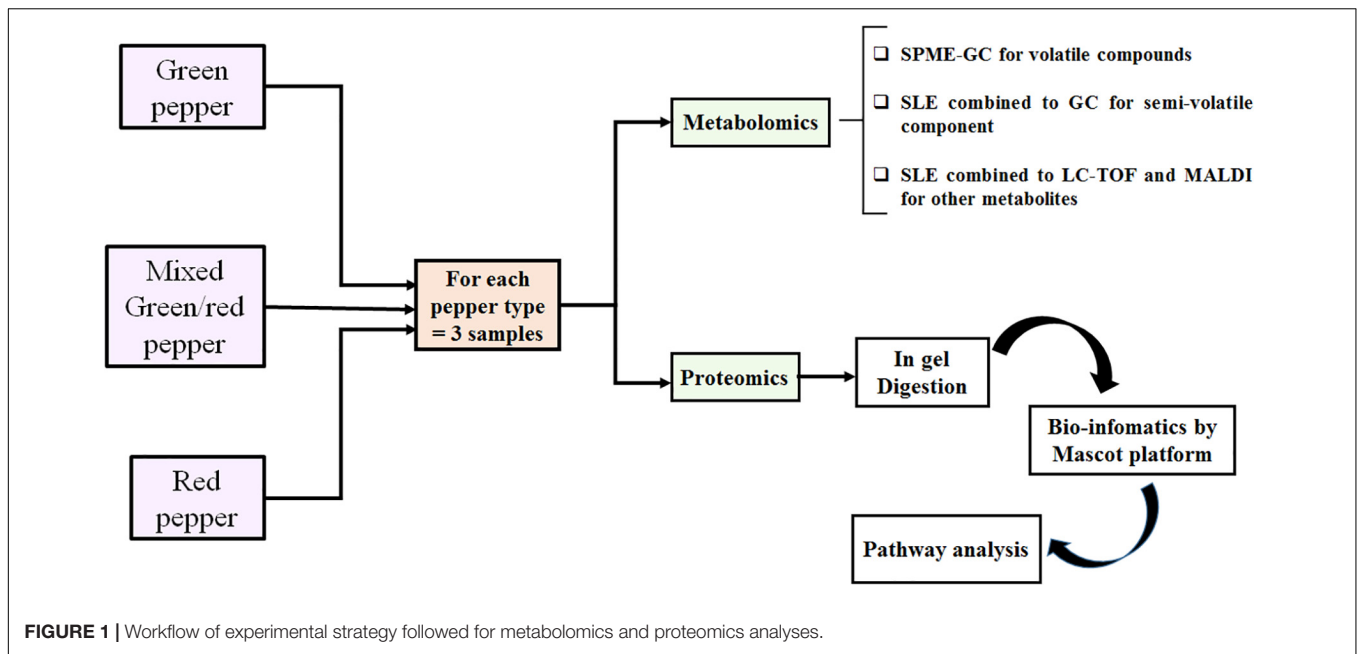 Green
pepper
Mixed
Green/red
pepper
Red
pepper
For each
pepper type
= 3 samples
Metabolomics
❑ SPME-GC for volatile compounds
❑ SLE combined to GC for semi-volatile
component
❑ SLE combined to LC-TOF and MALDI
for other metabolites
Proteomics
In gel
Digestion
Bio-infomatics by
Mascot platform
Pathway analysis
FIGURE 1 | Workflow of experimental strategy followed for metabolomics and proteomics analyses.